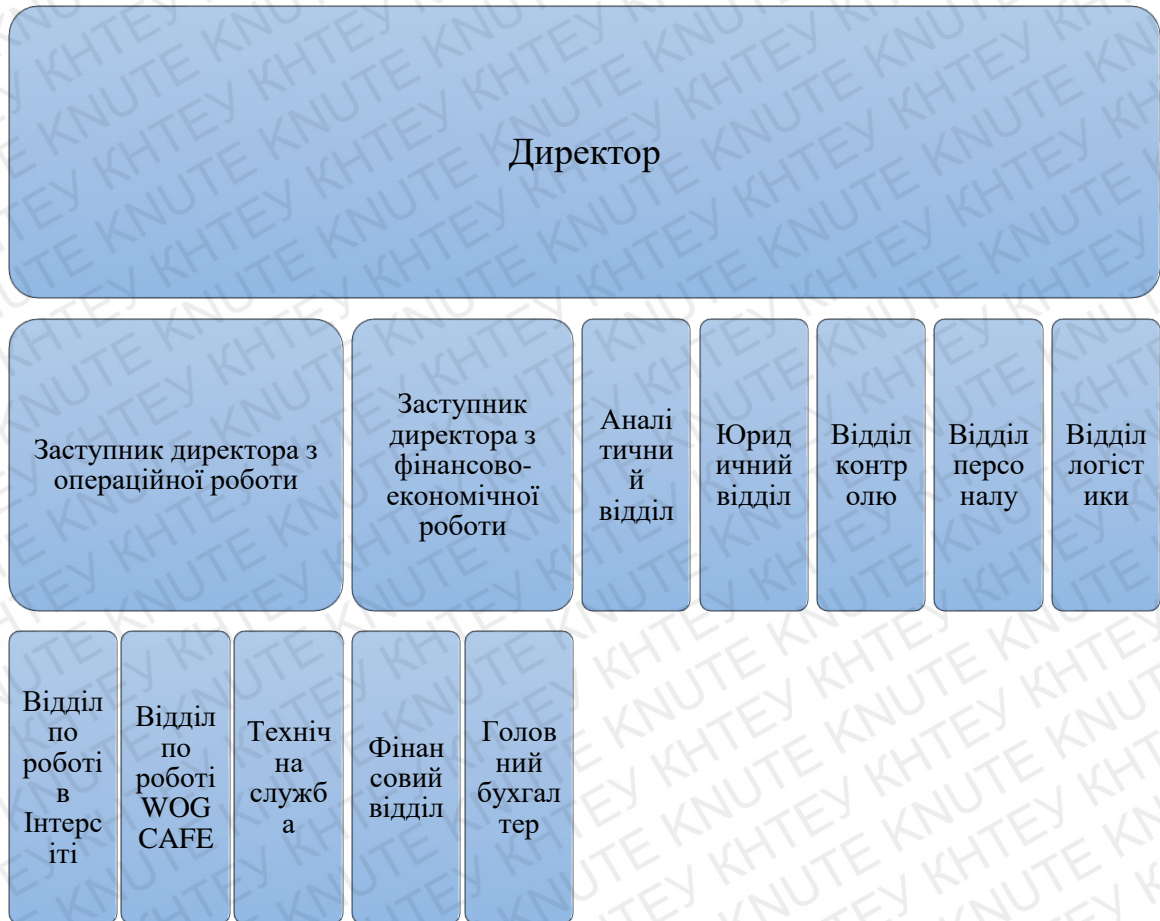 Директор
Заступник директора з
операційної роботи
Заступник
директора з
фінансово-
економічної
роботи
Аналі
тични
й
відділ
Юрид
ичний
відділ
Відділ
контр
олю
Відділ
персо
налу
Відділ
логіст
ики
Відділ
по
роботі
в
Інтерс
іті
Відділ
по
роботі
WOG
CAFE
Техніч
на
служб
а
Фінан
совий
відділ
Голов
ний
бухгал
тер